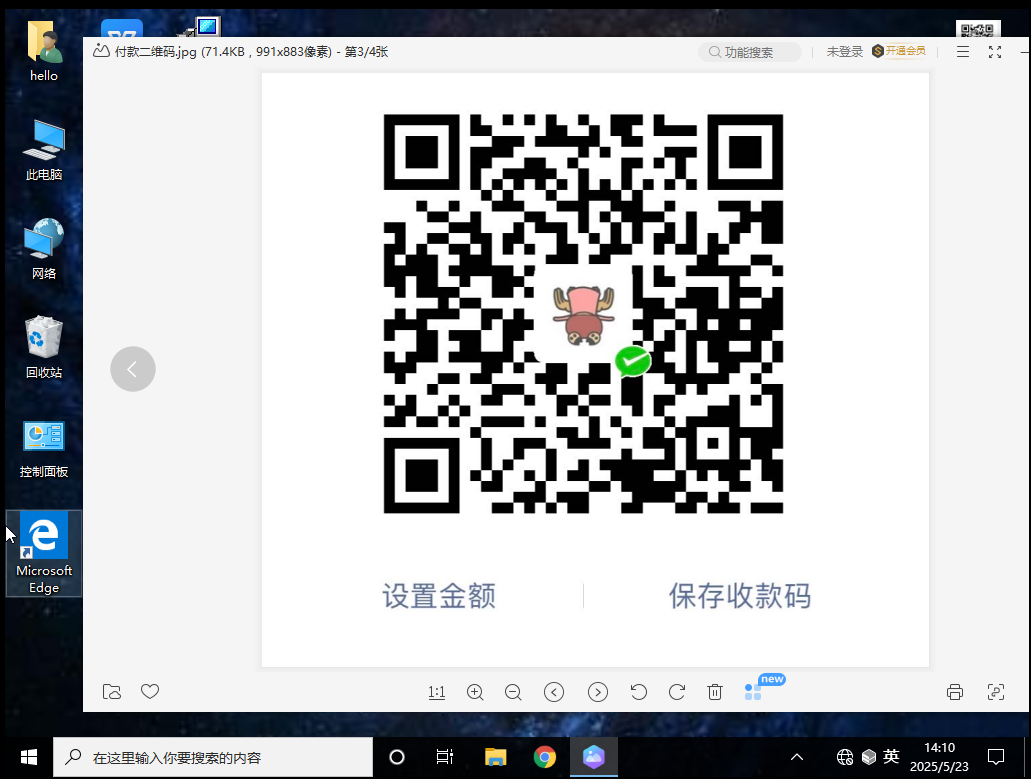 hello
此电脑
网络
回收站
控制面板
Microsoft
Edge
付款二维码.jpg (71.4KB , 991x883像素) - 第3/4张
功能搜索
未登录
开通会员
设置金额
保存收款码
1:1
new
在这里输入你要搜索的内容
英
14:10
2025/5/23